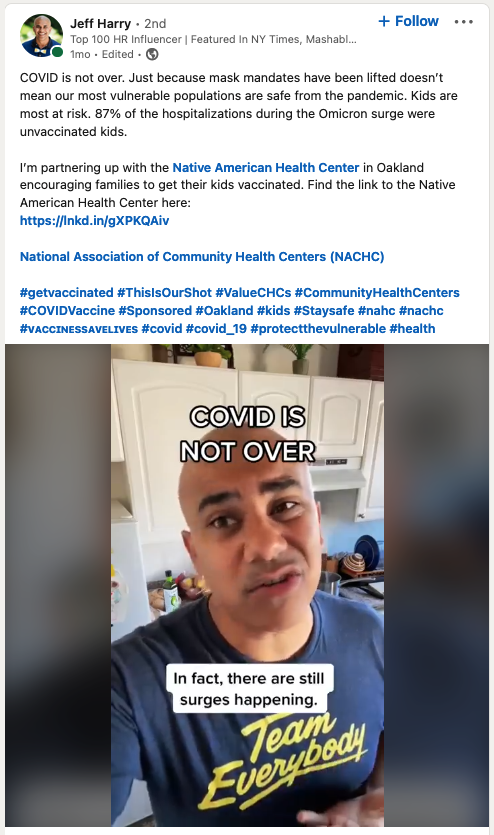 Jeff Harry • 2nd
+ Follow •••
Top 100 HR Influencer | Featured In NY Times, Mashabl...
1mo • Edited •
COVID is not over. Just because mask mandates have been lifted doesn't
mean our most vulnerable populations are safe from the pandemic. Kids are
most at risk. 87% of the hospitalizations during the Omicron surge were
unvaccinated kids.
I'm partnering up with the Native American Health Center in Oakland
encouraging families to get their kids vaccinated. Find the link to the Native
American Health Center here:
https://lnkd.in/gXPKQAiv
National Association of Community Health Centers (NACHC)
#getvaccinated #ThisIsOurShot #ValueCHCs #CommunityHealthCenters
#COVIDVaccine #Sponsored #Oakland #kids #Staysafe #nahc #nachc
#ᴠᴀᴄᴄɪɴᴇssᴀᴠᴇʟɪᴠᴇs #covid #covid_19 #protectthevulnerable #health
COVID IS
NOT OVER
In fact, there are still
surges happening.
Team
Everybody